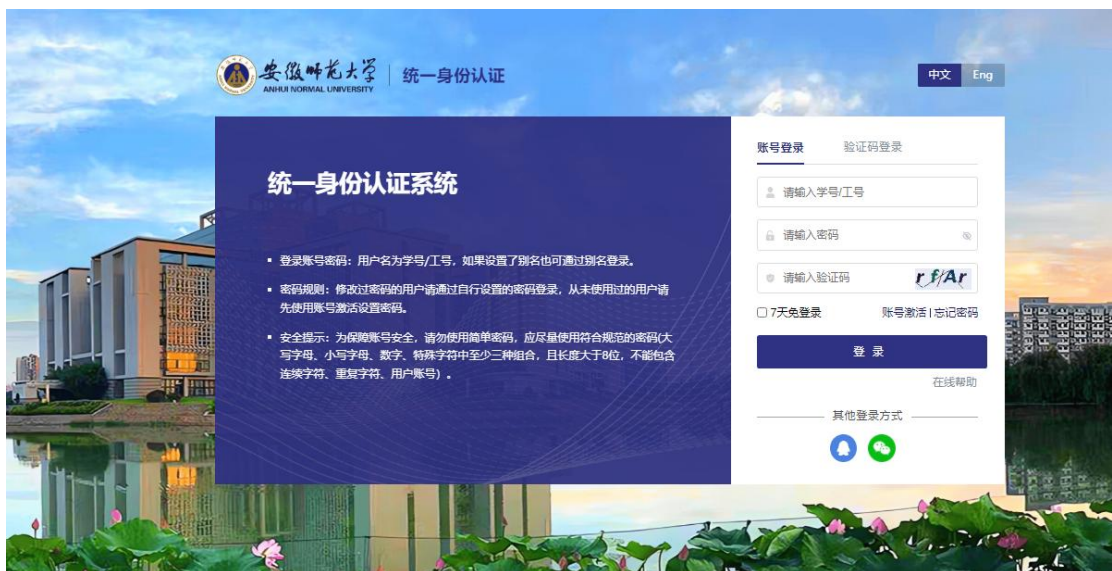 安徽师范大学
ANHUI NORMAL UNIVERSITY
统一身份认证
中文 Eng
统一身份认证系统
登录账号密码：用户名为学号/工号，如果设置了别名也可通过别名登录。
密码规则：修改过密码的用户请通过自行设置的密码登录，从未使用过的用户请
先使用账号激活设置密码。
安全提示：为保障账号安全，请勿使用简单密码，应尽量使用符合规范的密码(大
写字母、小写字母、数字、特殊字符中至少三种组合，且长度大于8位，不能包含
连续字符、重复字符、用户账号）.
账号登录 验证码登录
请输入学号/工号
请输入密码
请输入验证码 rfAr
7天免登录 账号激活 | 忘记密码
登 录
在线帮助
其他登录方式